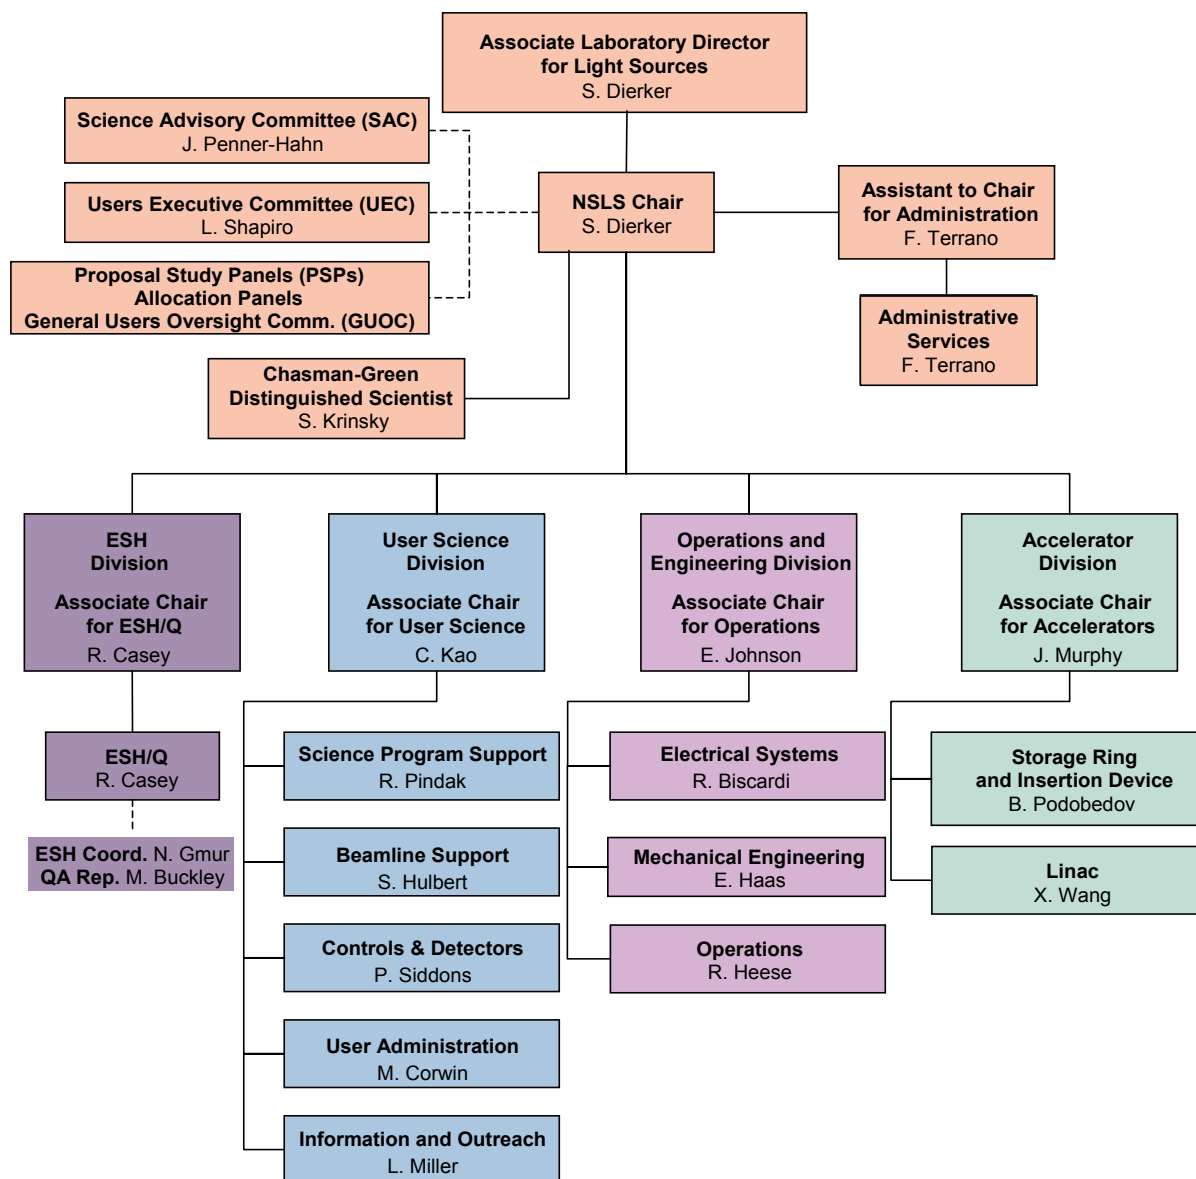 Associate Laboratory Director
for Light Sources
S. Dierker
Science Advisory Committee (SAC)
J. Penner-Hahn
Users Executive Committee (UEC)
L. Shapiro
Proposal Study Panels (PSPs)
Allocation Panels
General Users Oversight Comm. (GUOC)
NSLS Chair
S. Dierker
Assistant to Chair
for Administration
F. Terrano
Administrative
Services
F. Terrano
Chasman-Green
Distinguished Scientist
S. Krinsky
ESH
Division
Associate Chair
for ESH/Q
R. Casey
ESH/Q
R. Casey
ESH Coord. N. Gmur
QA Rep. M. Buckley
User Science
Division
Associate Chair
for User Science
C. Kao
Science Program Support
R. Pindak
Beamline Support
S. Hulbert
Controls & Detectors
P. Siddons
User Administration
M. Corwin
Information and Outreach
L. Miller
Operations and
Engineering Division
Associate Chair
for Operations
E. Johnson
Electrical Systems
R. Biscardi
Mechanical Engineering
E. Haas
Operations
R. Heese
Accelerator
Division
Associate Chair
for Accelerators
J. Murphy
Storage Ring
and Insertion Device
B. Podobedov
Linac
X. Wang